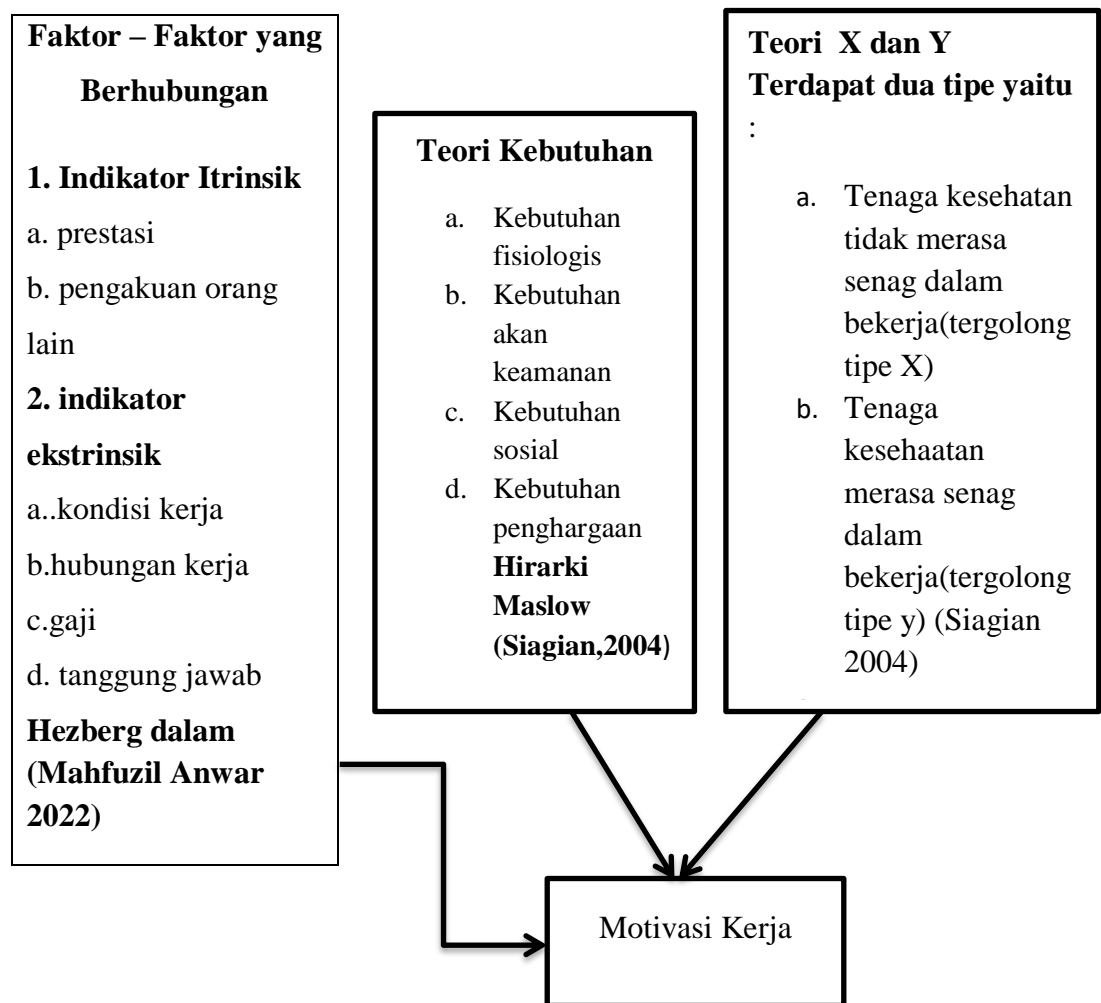 Faktor – Faktor yang
Berhubungan
1. Indikator Itrinsik
a. prestasi
b. pengakuan orang
lain
2. indikator
ekstrinsik
a..kondisi kerja
b.hubungan kerja
c.gaji
d. tanggung jawab
Hezberg dalam
(Mahfuzil Anwar
2022)
Teori Kebutuhan
a. Kebutuhan
fisiologis
b. Kebutuhan
akan
keamanan
c. Kebutuhan
sosial
d. Kebutuhan
penghargaan
Hirarki
Maslow
(Siagian,2004)
Teori X dan Y
Terdapat dua tipe yaitu
:
a. Tenaga kesehatan
tidak merasa
senag dalam
bekerja(tergolong
tipe X)
b. Tenaga
kesehaatan
merasa senag
dalam
bekerja(tergolong
tipe y) (Siagian
2004)
Motivasi Kerja